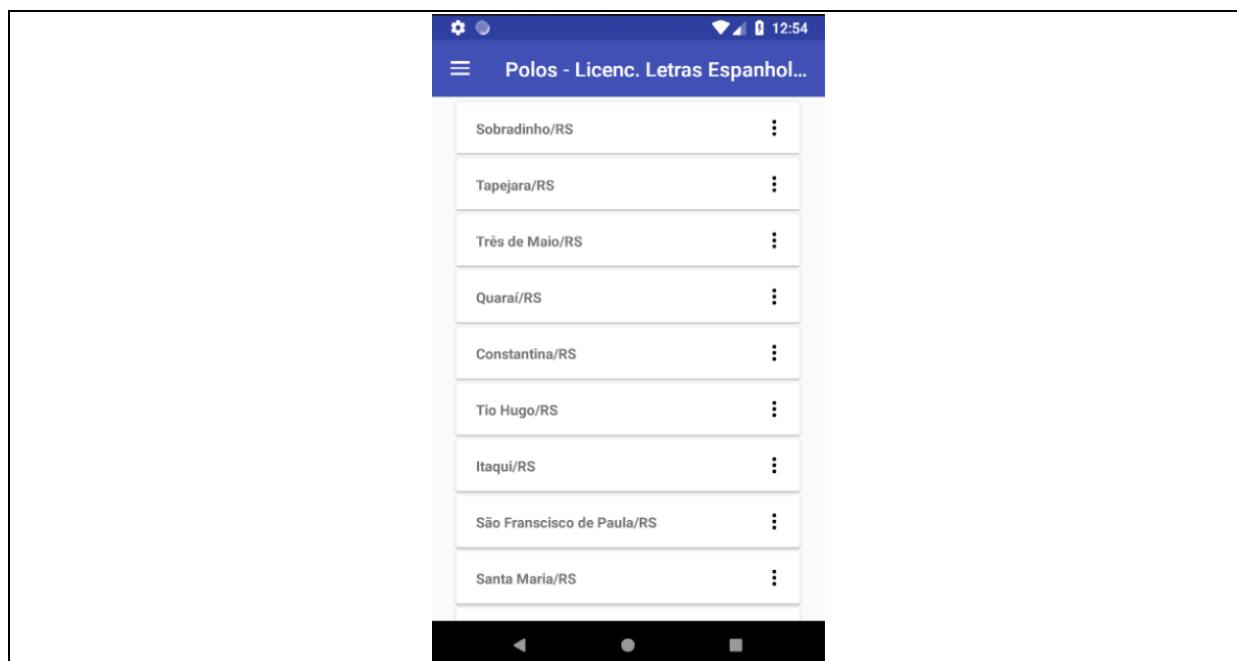 12:54
Polos - Licenc. Letras Espanhol...
Sobradinho/RS
Tapejara/RS
Três de Maio/RS
Quaraí/RS
Constantina/RS
Tio Hugo/RS
Itaqui/RS
São Franscisco de Paula/RS
Santa Maria/RS